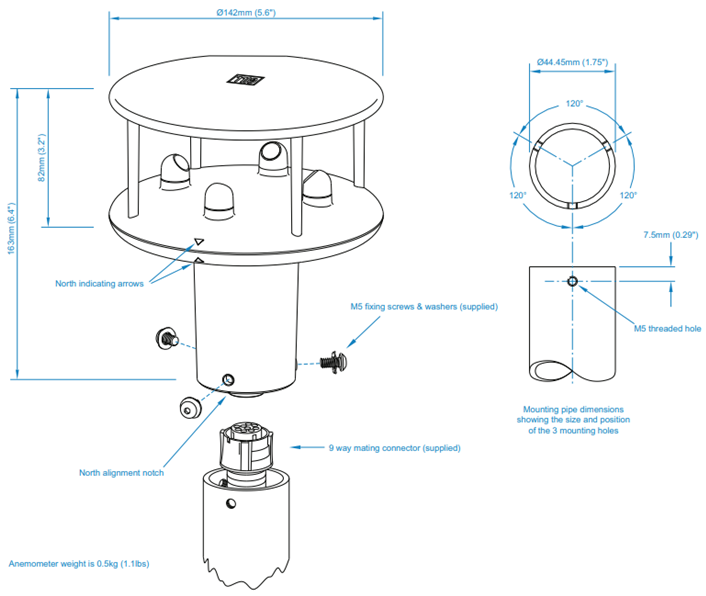 Ø142mm (5.6")
Ø44.45mm (1.75")
120°
82mm (3.2")
163mm (6.4")
120°
120°
7.5mm (0.29")
North indicating arrows
M5 fixing screws & washers (supplied)
M5 threaded hole
Mounting pipe dimensions
showing the size and position
of the 3 mounting holes
9 way mating connector (supplied)
North alignment notch
Anemometer weight is 0.5kg (1.1lbs)